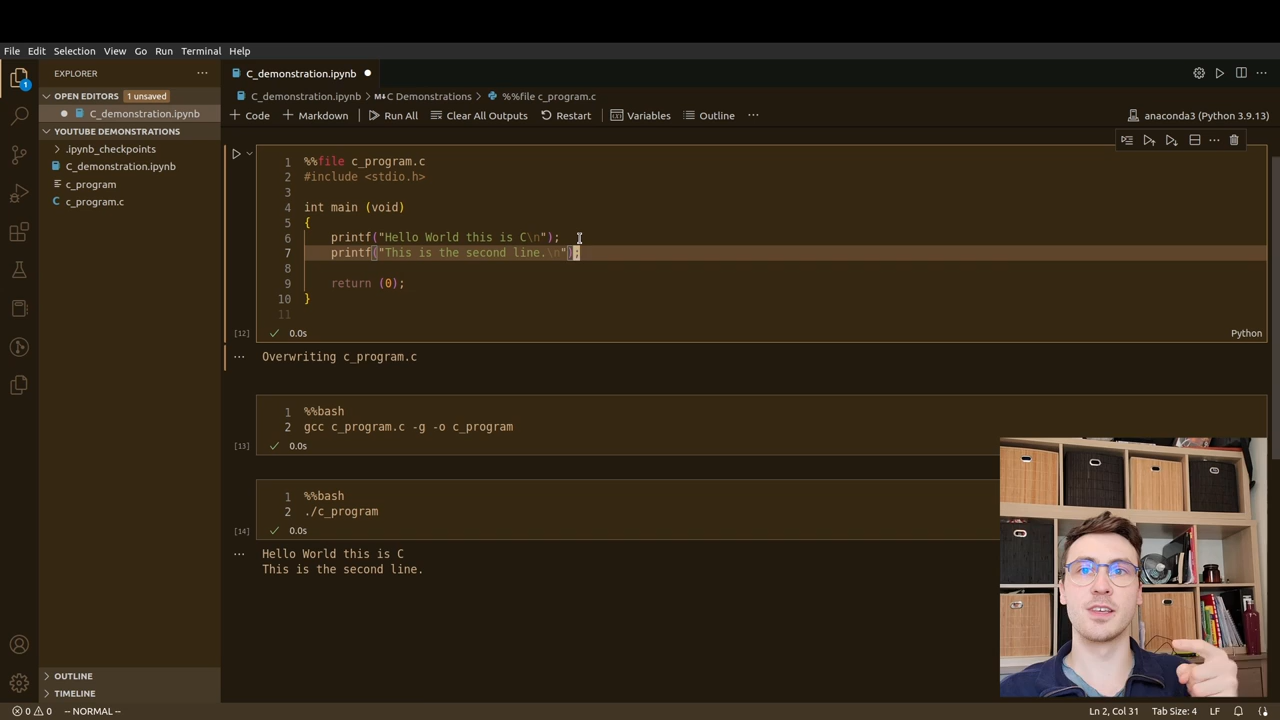 File Edit Selection View Go Run Terminal Help
EXPLORER
OPEN EDITORS 1 unsaved
C_demonstration.ipynb
YOUTUBE DEMONSTRATIONS
.ipynb_checkpoints
C_demonstration.ipynb
c_program
c_program.c
OUTLINE
TIMELINE
1
C_demonstration.ipynb
C_demonstration.ipynb > C Demonstrations > %%file c_program.c
+ Code + Markdown Run All Clear All Outputs Restart Variables Outline ... anaconda3 (Python 3.9.13)
1 %%file c_program.c
2 #include <stdio.h>
3
4 int main (void)
5 {
6 printf("Hello World this is C\n");
7 printf("This is the second line.\n");
8
9 return (0);
10 }
11
[12] 0.0s Python
Overwriting c_program.c
1 %%bash
2 gcc c_program.c -g -o c_program
[13] 0.0s
1 %%bash
2 ./c_program
[14] 0.0s
Hello World this is C
This is the second line.
0 0 -- NORMAL -- Ln 2, Col 31 Tab Size: 4 LF